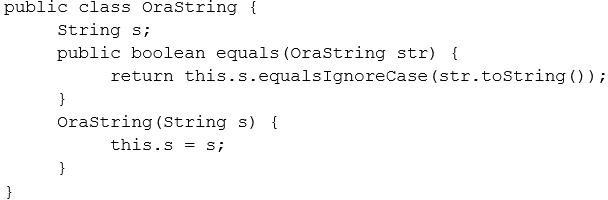 public class OraString {
     String s;
     public boolean equals(OraString str) {
          return this.s.equalsIgnoreCase(str.toString());
     }
     OraString(String s) {
          this.s = s;
     }
}